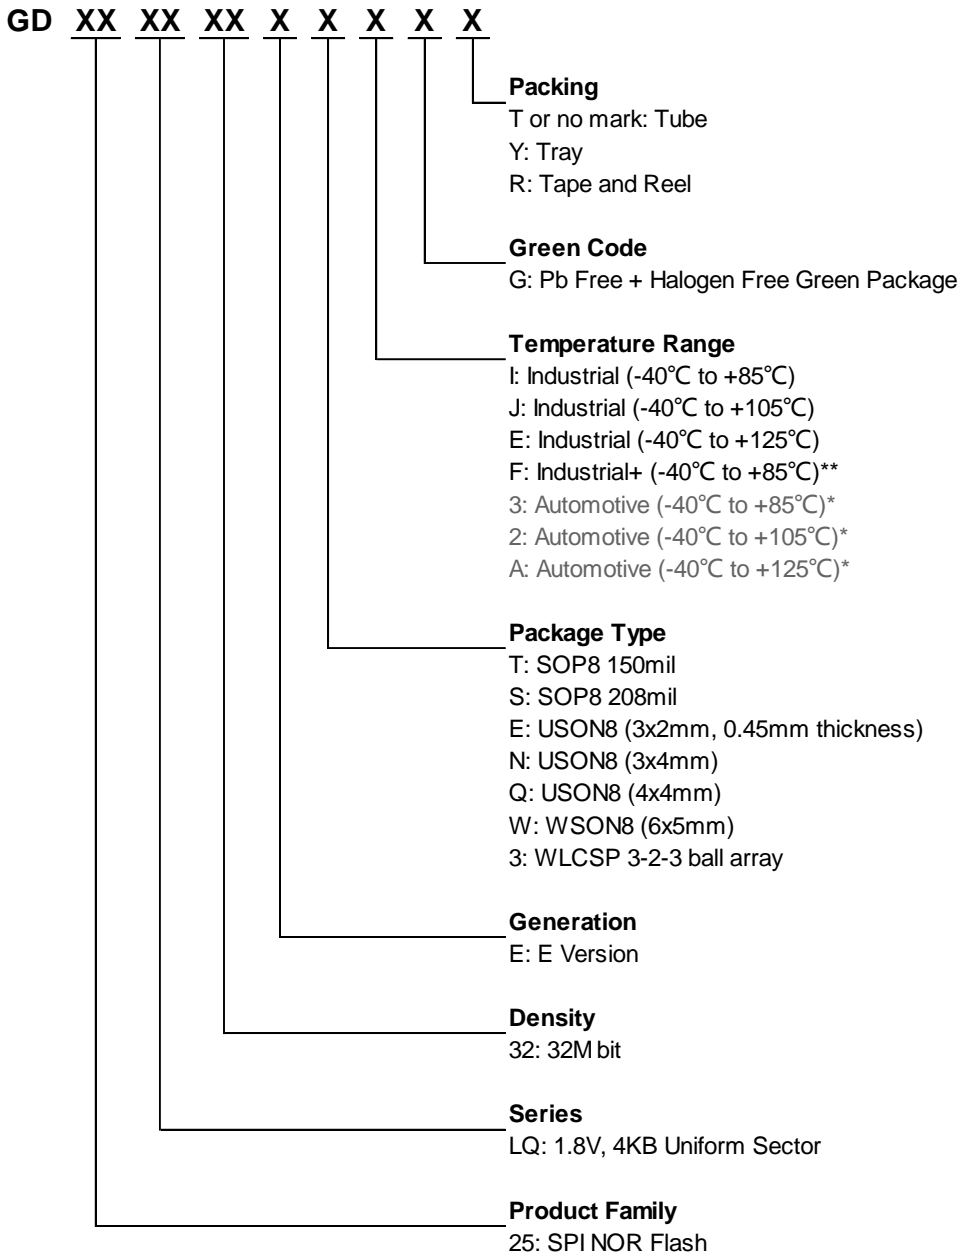 GD XX XX XX X X X X X
Packing
T or no mark: Tube
Y: Tray
R: Tape and Reel
Green Code
G: Pb Free + Halogen Free Green Package
Temperature Range
I: Industrial (-40℃ to +85℃)
J: Industrial (-40℃ to +105℃)
E: Industrial (-40℃ to +125℃)
F: Industrial+ (-40℃ to +85℃)**
3: Automotive (-40℃ to +85℃)*
2: Automotive (-40℃ to +105℃)*
A: Automotive (-40℃ to +125℃)*
Package Type
T: SOP8 150mil
S: SOP8 208mil
E: USON8 (3x2mm, 0.45mm thickness)
N: USON8 (3x4mm)
Q: USON8 (4x4mm)
W: WSON8 (6x5mm)
3: WLCSP 3-2-3 ball array
Generation
E: E Version
Density
32: 32M bit
Series
LQ: 1.8V, 4KB Uniform Sector
Product Family
25: SPI NOR Flash